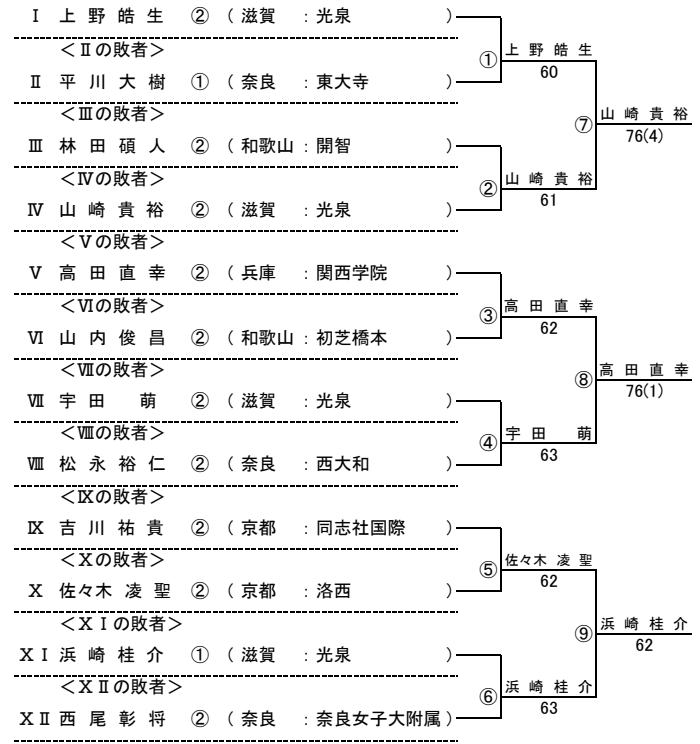 Ⅰ 上野皓生 ② (滋賀 :光泉 )
＜Ⅱの敗者＞
Ⅱ 平川大樹 ① (奈良 :東大寺 )
＜Ⅲの敗者＞
Ⅲ 林田碩人 ② (和歌山:開智 )
＜Ⅳの敗者＞
Ⅳ 山崎貴裕 ② (滋賀 :光泉 )
＜Ⅴの敗者＞
Ⅴ 高田直幸 ② (兵庫 :関西学院 )
＜Ⅵの敗者＞
Ⅵ 山内俊昌 ② (和歌山:初芝橋本 )
＜Ⅶの敗者＞
Ⅶ 宇田 萌 ② (滋賀 :光泉 )
＜Ⅷの敗者＞
Ⅷ 松永裕仁 ② (奈良 :西大和 )
＜Ⅸの敗者＞
Ⅸ 吉川祐貴 ② (京都 :同志社国際 )
＜Ⅹの敗者＞
Ⅹ 佐々木凌聖 ② (京都 :洛西 )
＜ⅩⅠの敗者＞
ⅩⅠ 浜崎桂介 ① (滋賀 :光泉 )
＜ⅩⅡの敗者＞
ⅩⅡ 西尾彰将 ② (奈良 :奈良女子大附属)
① 上野皓生
60
② 山崎貴裕
61
③ 高田直幸
62
④ 宇田 萌
63
⑤ 佐々木凌聖
62
⑥ 浜崎桂介
63
⑦ 山崎貴裕
76(4)
⑧ 高田直幸
76(1)
⑨ 浜崎桂介
62